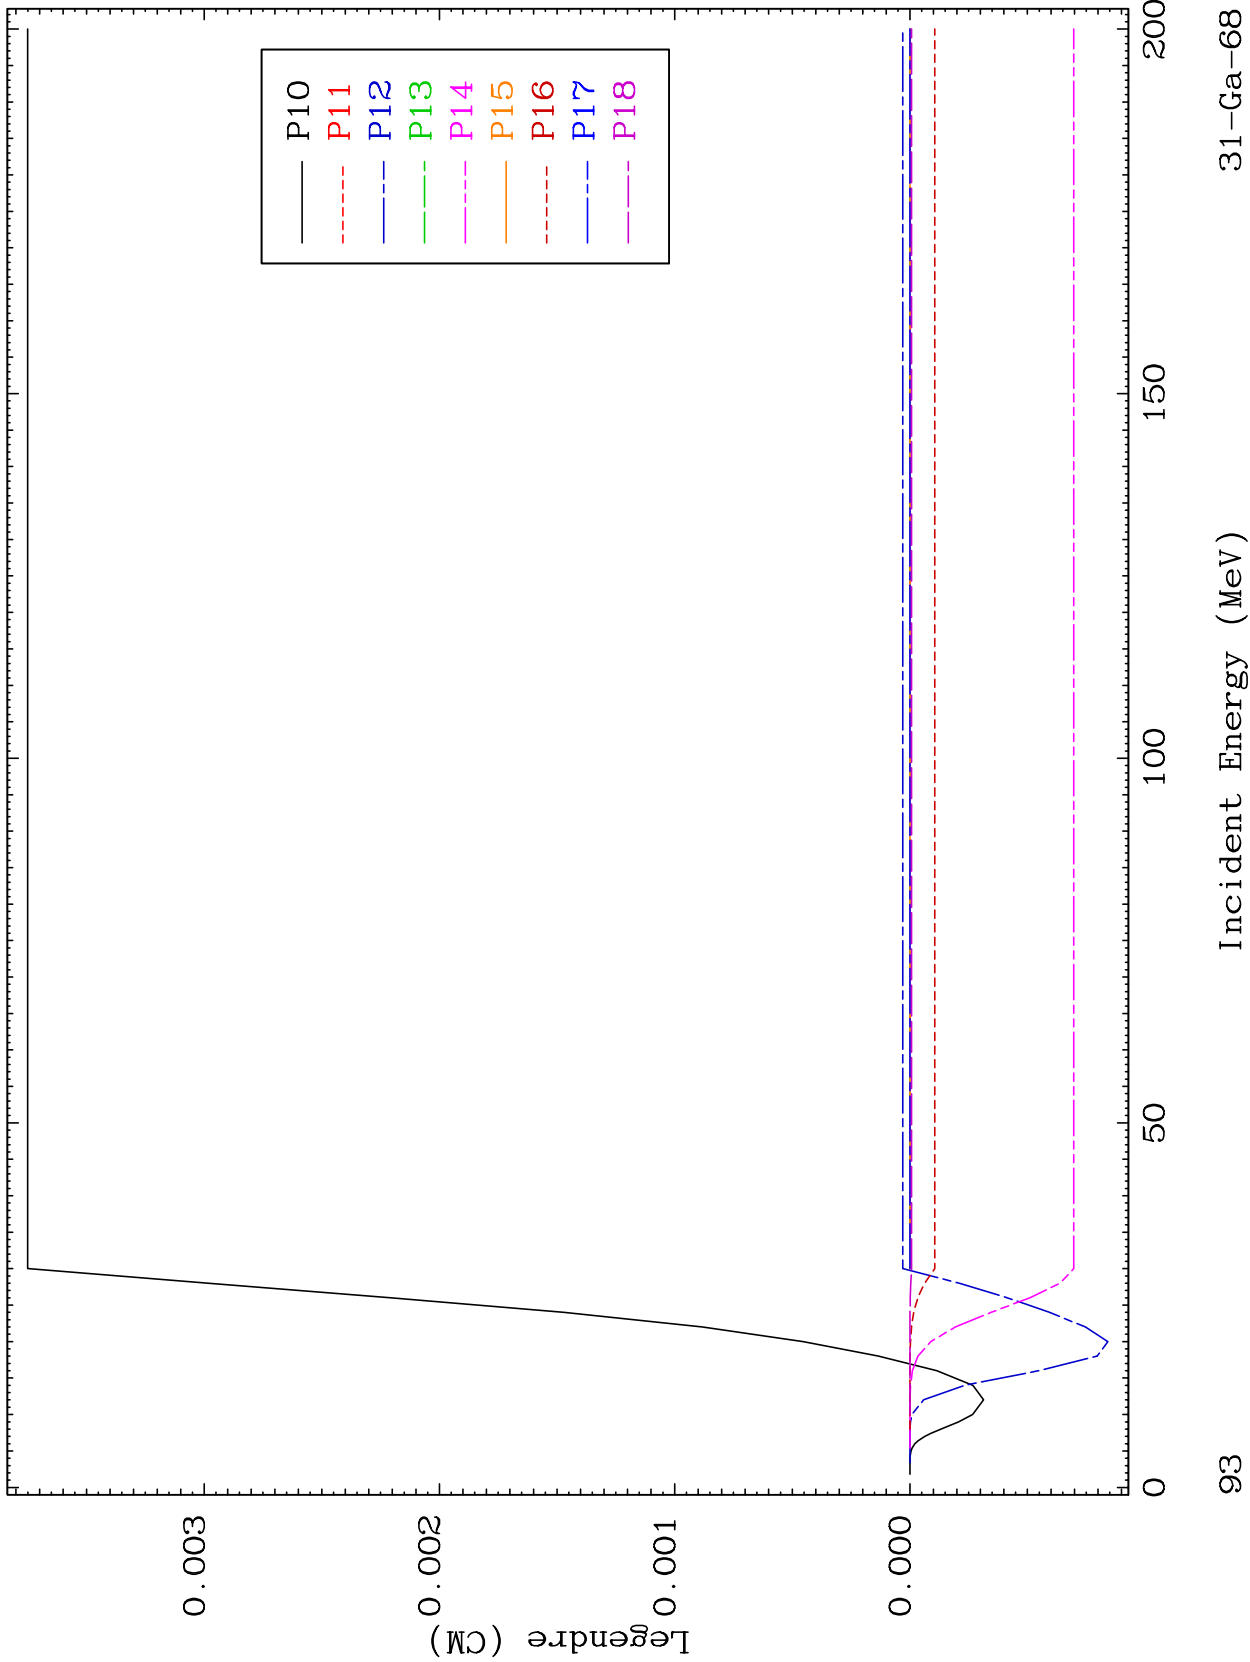 P10
P11
P12
P13
P14
P15
P16
P17
P18
0.003
0.002
0.001
0.000
Legendre (CM)
0
50
100
150
200
Incident Energy (MeV)
93
31-Ga-68